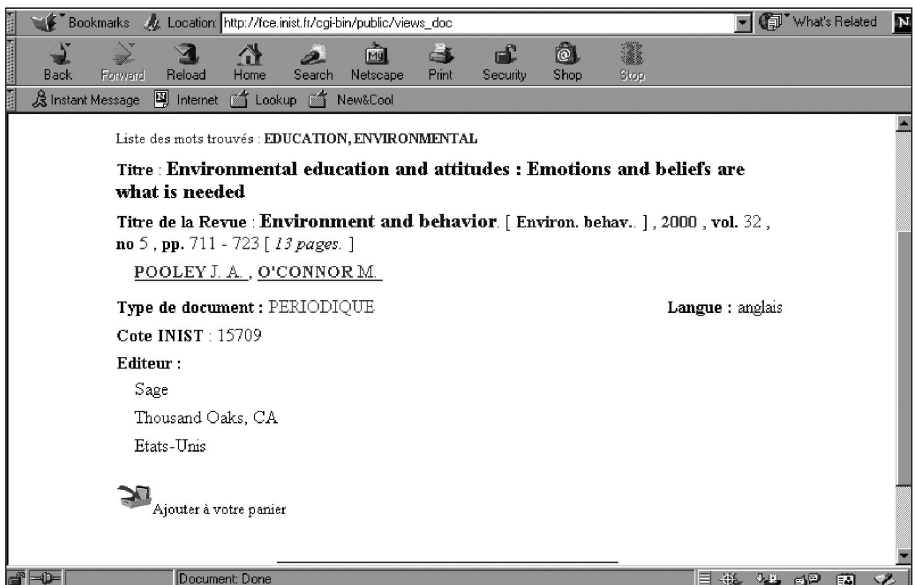 Bookmarks Location: http://fce.inist.fr/cgi-bin/public/views_doc What's Related N
Back Forward Reload Home Search Netscape Print Security Shop Stop
Instant Message Internet Lookup New&Cool
Liste des mots trouvés : EDUCATION, ENVIRONMENTAL
Titre : Environmental education and attitudes : Emotions and beliefs are
what is needed
Titre de la Revue : Environment and behavior. [ Environ. behav.. ] , 2000 , vol. 32 ,
no 5 , pp. 711 - 723 [ 13 pages. ]
POOLEY J. A. , O'CONNOR M.
Type de document : PERIODIQUE Langue : anglais
Cote INIST : 15709
Editeur :
Sage
Thousand Oaks, CA
Etats-Unis
Ajouter à votre panier
Document: Done